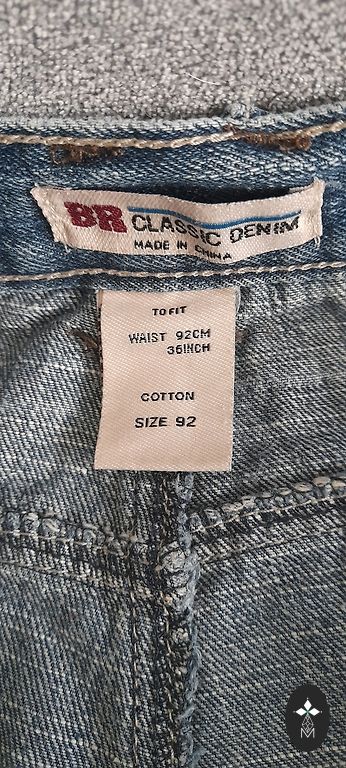 BR CLASSIC DENIM
MADE IN CHINA
TO FIT
WAIST 92CM
36INCH
COTTON
SIZE 92